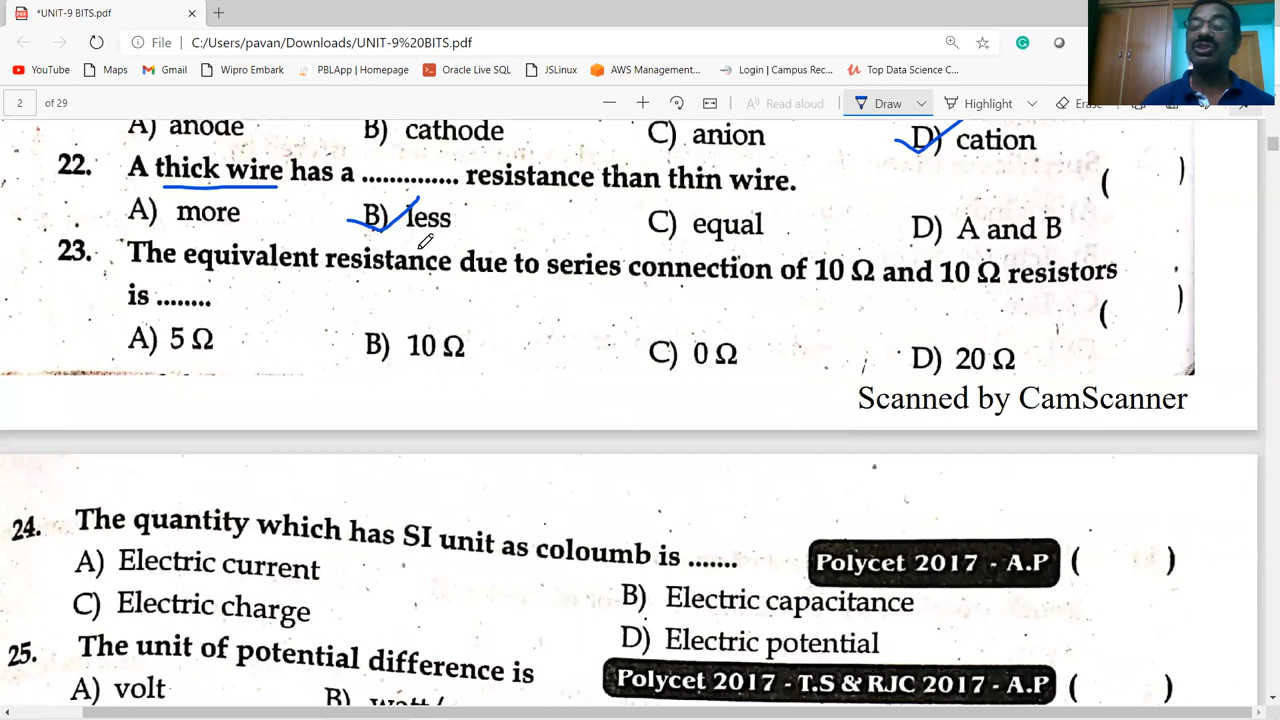 *UNIT-9 BITS.pdf
File C:/Users/pavan/Downloads/UNIT-9%20BITS.pdf
YouTube Maps Gmail Wipro Embark PBLApp | Homepage Oracle Live SQL JSLinux AWS Management... Login | Campus Rec... Top Data Science C...
2 of 29 Read aloud Draw Highlight Erase
A) anode B) cathode C) anion D) cation
22. A thick wire has a .............. resistance than thin wire. ( )
A) more B) less C) equal D) A and B
23. The equivalent resistance due to series connection of 10 Ω and 10 Ω resistors
is ........ ( )
A) 5 Ω B) 10 Ω C) 0 Ω D) 20 Ω
Scanned by CamScanner
24. The quantity which has SI unit as coloumb is ....... Polycet 2017 - A.P ( )
A) Electric current B) Electric capacitance
C) Electric charge D) Electric potential
25. The unit of potential difference is Polycet 2017 - T.S & RJC 2017 - A.P ( )
A) volt B)